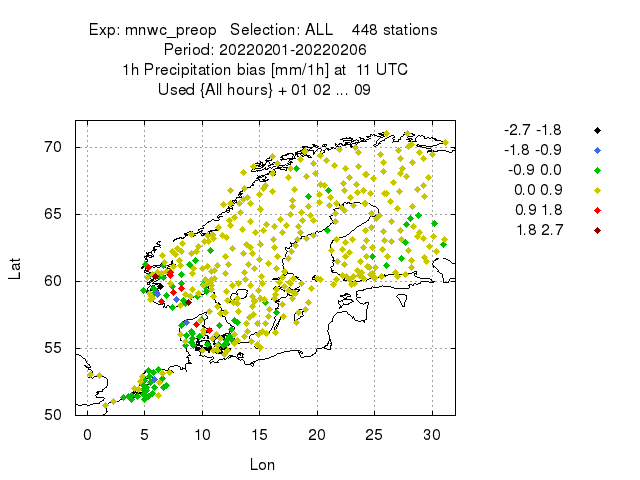 Exp: mnwc_preop   Selection: ALL    448 stations
Period: 20220201-20220206
1h Precipitation bias [mm/1h] at  11 UTC
Used {All hours} + 01 02 ... 09
-2.7 -1.8
-1.8 -0.9
-0.9 0.0
0.0 0.9
0.9 1.8
1.8 2.7
70
65
60
55
50
Lat
0 5 10 15 20 25 30
Lon